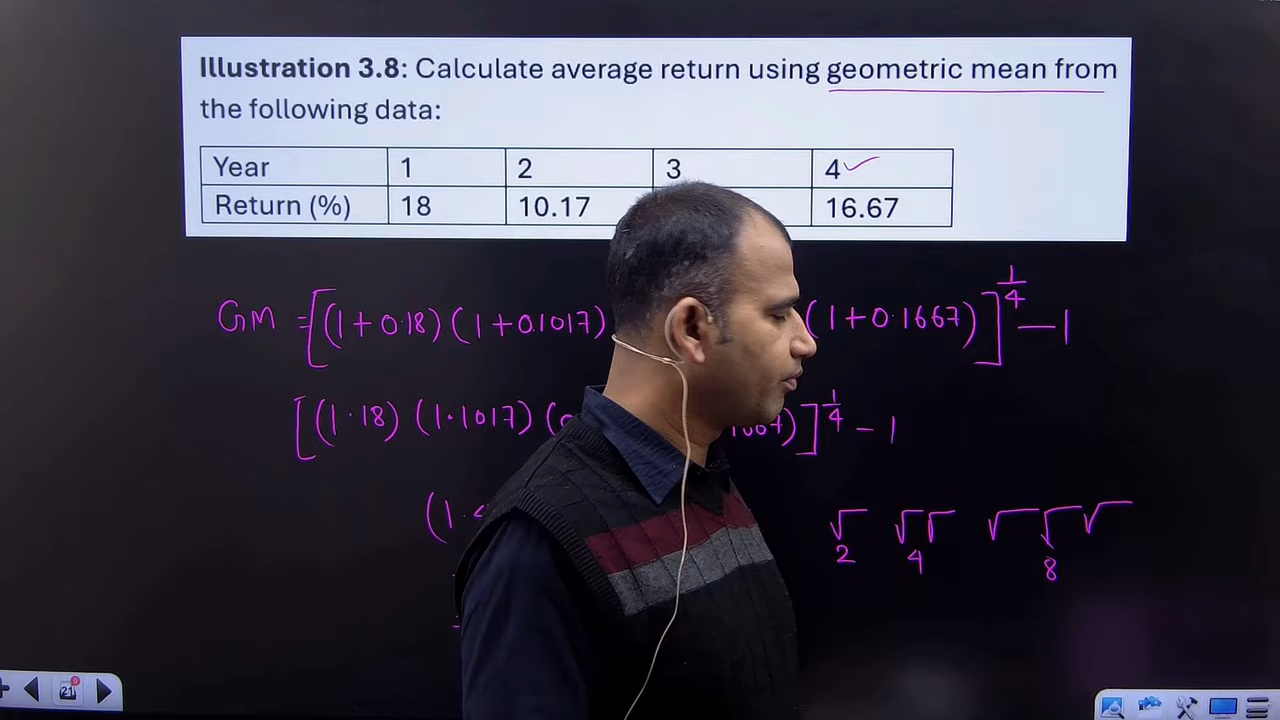 Illustration 3.8: Calculate average return using geometric mean from
the following data:
Year 1 2 3 4
Return (%) 18 10.17 16.67
GM = [(1+0.18)(1+0.1017) (1+0.1667)]^1/4 - 1
[(1.18)(1.1017)( )]^1/4 - 1
(1.
√ √√ √√√
2 4 8
21